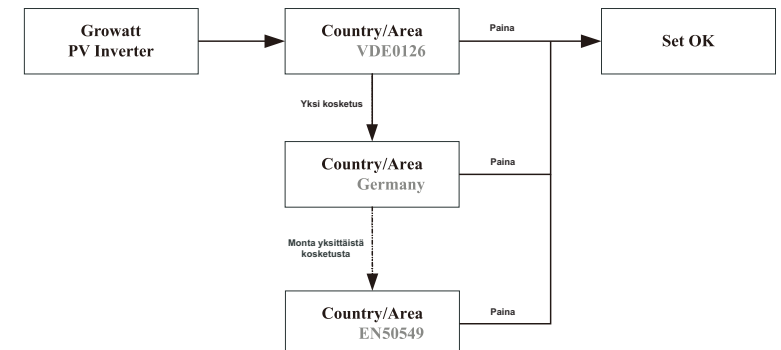 Growatt
PV Inverter
Country/Area
VDE0126
Paina
Set OK
Yksi kosketus
Country/Area
Germany
Paina
Monta yksittäistä
kosketusta
Country/Area
EN50549
Paina